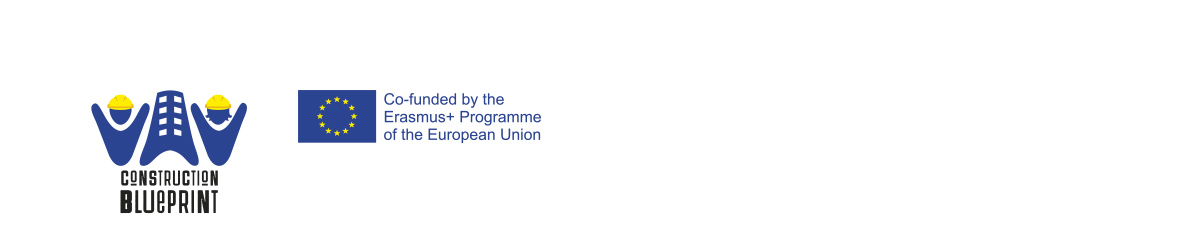 CONSTRUCTION
BLUEPRINT
Co-funded by the
Erasmus+ Programme
of the European Union